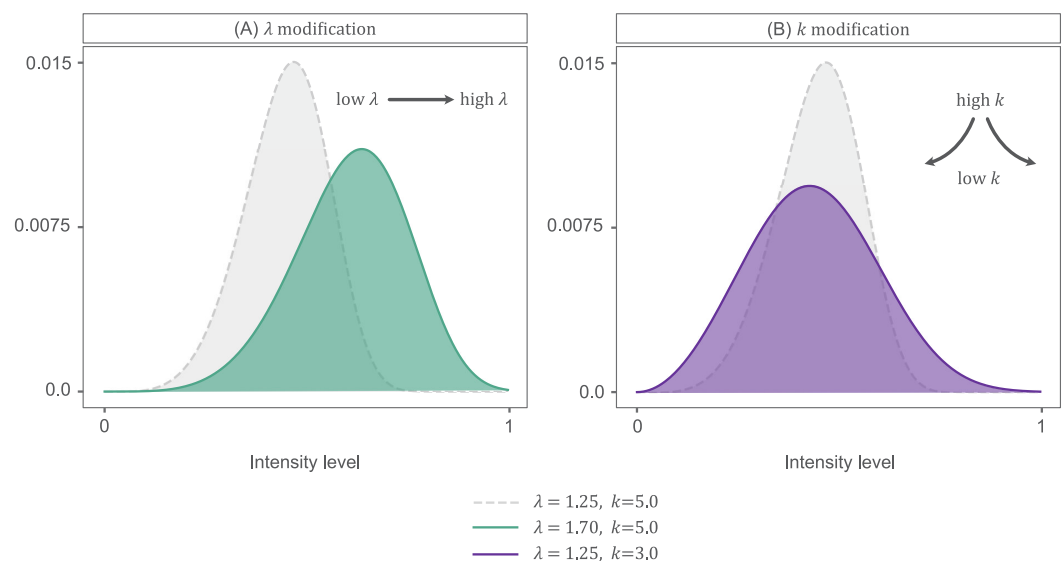 (A) λ modification
(B) k modification
0.015
0.0075
0.0
low λ
high λ
0
1
Intensity level
0.015
0.0075
0.0
high k
low k
0
1
Intensity level
λ = 1.25, k=5.0
λ = 1.70, k=5.0
λ = 1.25, k=3.0